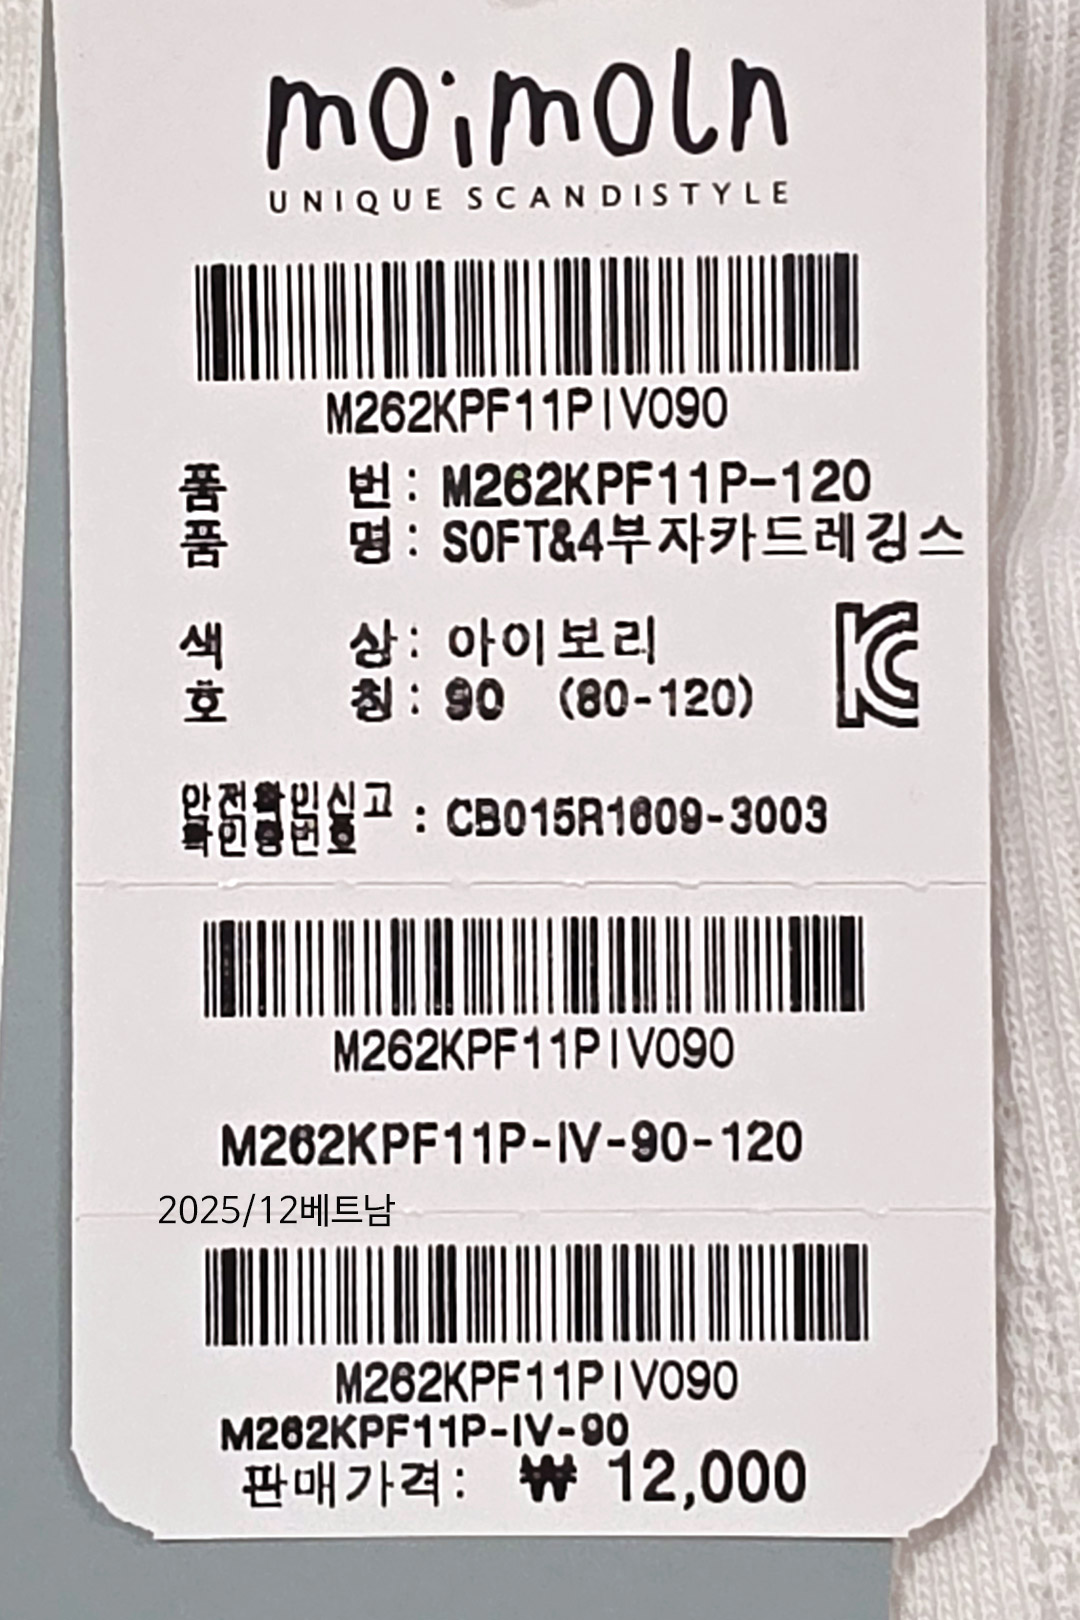 moimoln
UNIQUE SCANDISTYLE
M262KPF11PIV090
품 번: M262KPF11P-120
품 명: SOFT&4부자카드레깅스
색 상: 아이보리
호 칭: 90 (80-120)
안전확인신고
확인증번호 : CB015R1609-3003
M262KPF11PIV090
M262KPF11P-IV-90-120
2025/12베트남
M262KPF11PIV090
M262KPF11P-IV-90
판매가격: ₩ 12,000